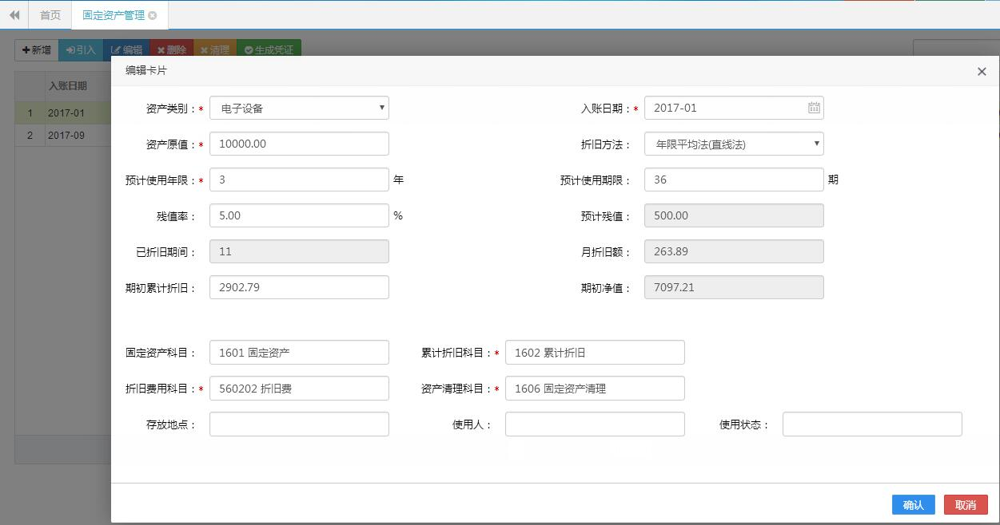 首页 固定资产管理
新增 引入 编辑 删除 清理 生成凭证
入账日期
1 2017-01
2 2017-09
编辑卡片
资产类别：* 电子设备 入账日期：* 2017-01
资产原值：* 10000.00 折旧方法： 年限平均法(直线法)
预计使用年限：* 3 年 预计使用期限： 36 期
残值率： 5.00 % 预计残值： 500.00
已折旧期间： 11 月折旧额： 263.89
期初累计折旧： 2902.79 期初净值： 7097.21
固定资产科目： 1601 固定资产 累计折旧科目：* 1602 累计折旧
折旧费用科目：* 560202 折旧费 资产清理科目：* 1606 固定资产清理
存放地点： 使用人： 使用状态：
确认 取消